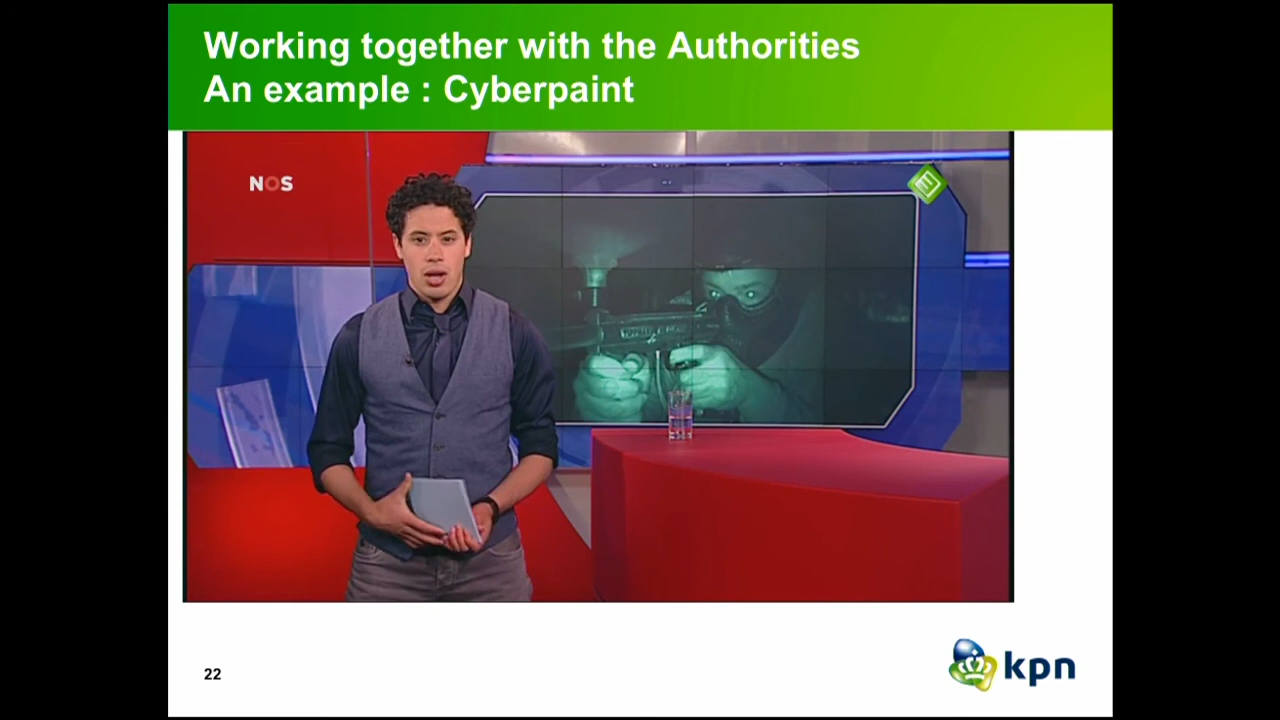 Working together with the Authorities
An example : Cyberpaint
NOS
22
kpn